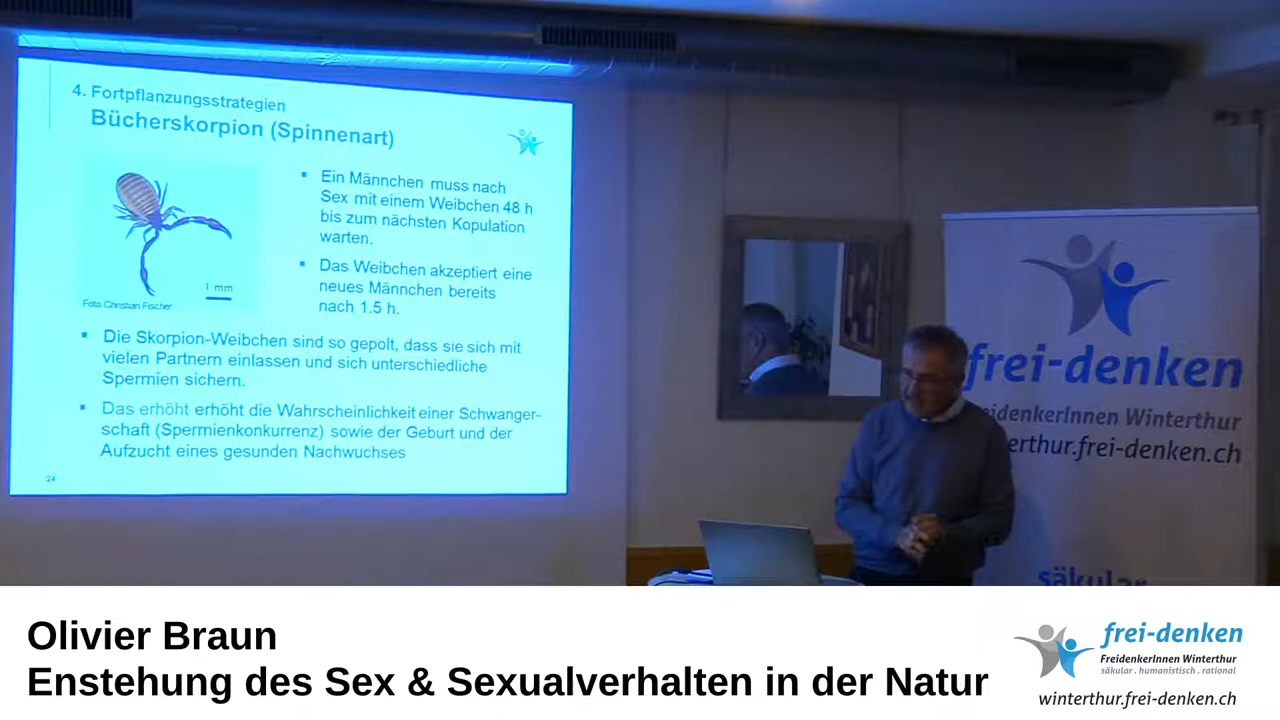 4. Fortpflanzungsstrategien
Bücherskorpion (Spinnenart)
▪ Ein Männchen muss nach
Sex mit einem Weibchen 48 h
bis zum nächsten Kopulation
warten.
▪ Das Weibchen akzeptiert eine
neues Männchen bereits
nach 1.5 h.
1 mm
Foto Christian Fischer
▪ Die Skorpion-Weibchen sind so gepolt, dass sie sich mit
vielen Partnern einlassen und sich unterschiedliche
Spermien sichern.
▪ Das erhöht erhöht die Wahrscheinlichkeit einer Schwanger-
schaft (Spermienkonkurrenz) sowie der Geburt und der
Aufzucht eines gesunden Nachwuchses
24
frei-denken
eidenkerInnen Winterthur
erthur.frei-denken.ch
säkular
Olivier Braun
Enstehung des Sex & Sexualverhalten in der Natur
frei-denken
FreidenkerInnen Winterthur
säkular . humanistisch . rational
winterthur.frei-denken.ch